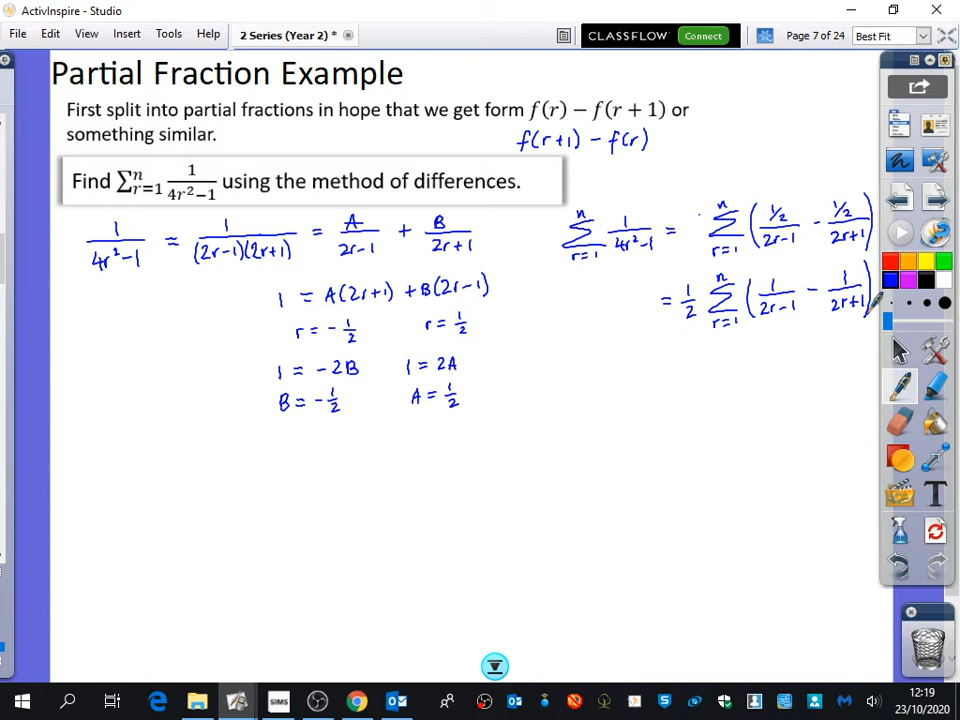 ActivInspire - Studio
File Edit View Insert Tools Help
2 Series (Year 2) *
CLASSFLOW Connect
Page 7 of 24
Best Fit
Partial Fraction Example
First split into partial fractions in hope that we get form f(r) − f(r + 1) or
something similar.
f(r+1) − f(r)
Find ∑_{r=1}^{n} 1/(4r²−1) using the method of differences.
1/(4r²−1) = 1/((2r−1)(2r+1)) = A/(2r−1) + B/(2r+1)
1 = A(2r+1) + B(2r−1)
r = −1/2 r = 1/2
1 = −2B 1 = 2A
B = −1/2 A = 1/2
∑_{r=1}^{n} 1/(4r²−1) = ∑_{r=1}^{n} (½/(2r−1) − ½/(2r+1))
= 1/2 ∑_{r=1}^{n} (1/(2r−1) − 1/(2r+1))
SIMS
12:19
23/10/2020